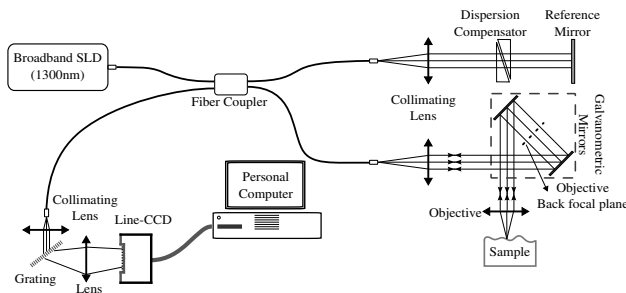 Broadband SLD
(1300nm)
Fiber Coupler
Dispersion
Compensator
Reference
Mirror
Collimating
Lens
Galvanometric
Mirrors
Objective
Back focal plane
Objective
Sample
Personal
Computer
Collimating
Lens
Line-CCD
Grating
Lens